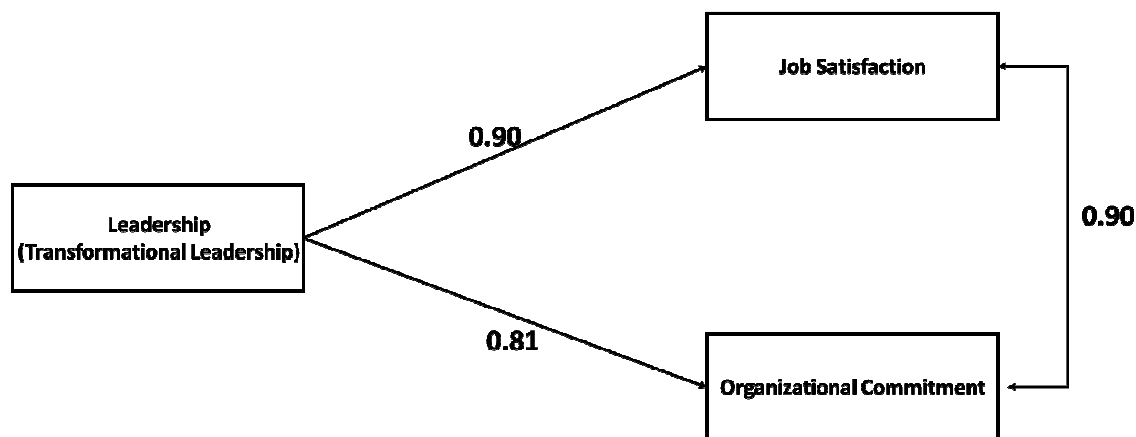 Job Satisfaction
0.90
Leadership
(Transformational Leadership)
0.90
0.81
Organizational Commitment